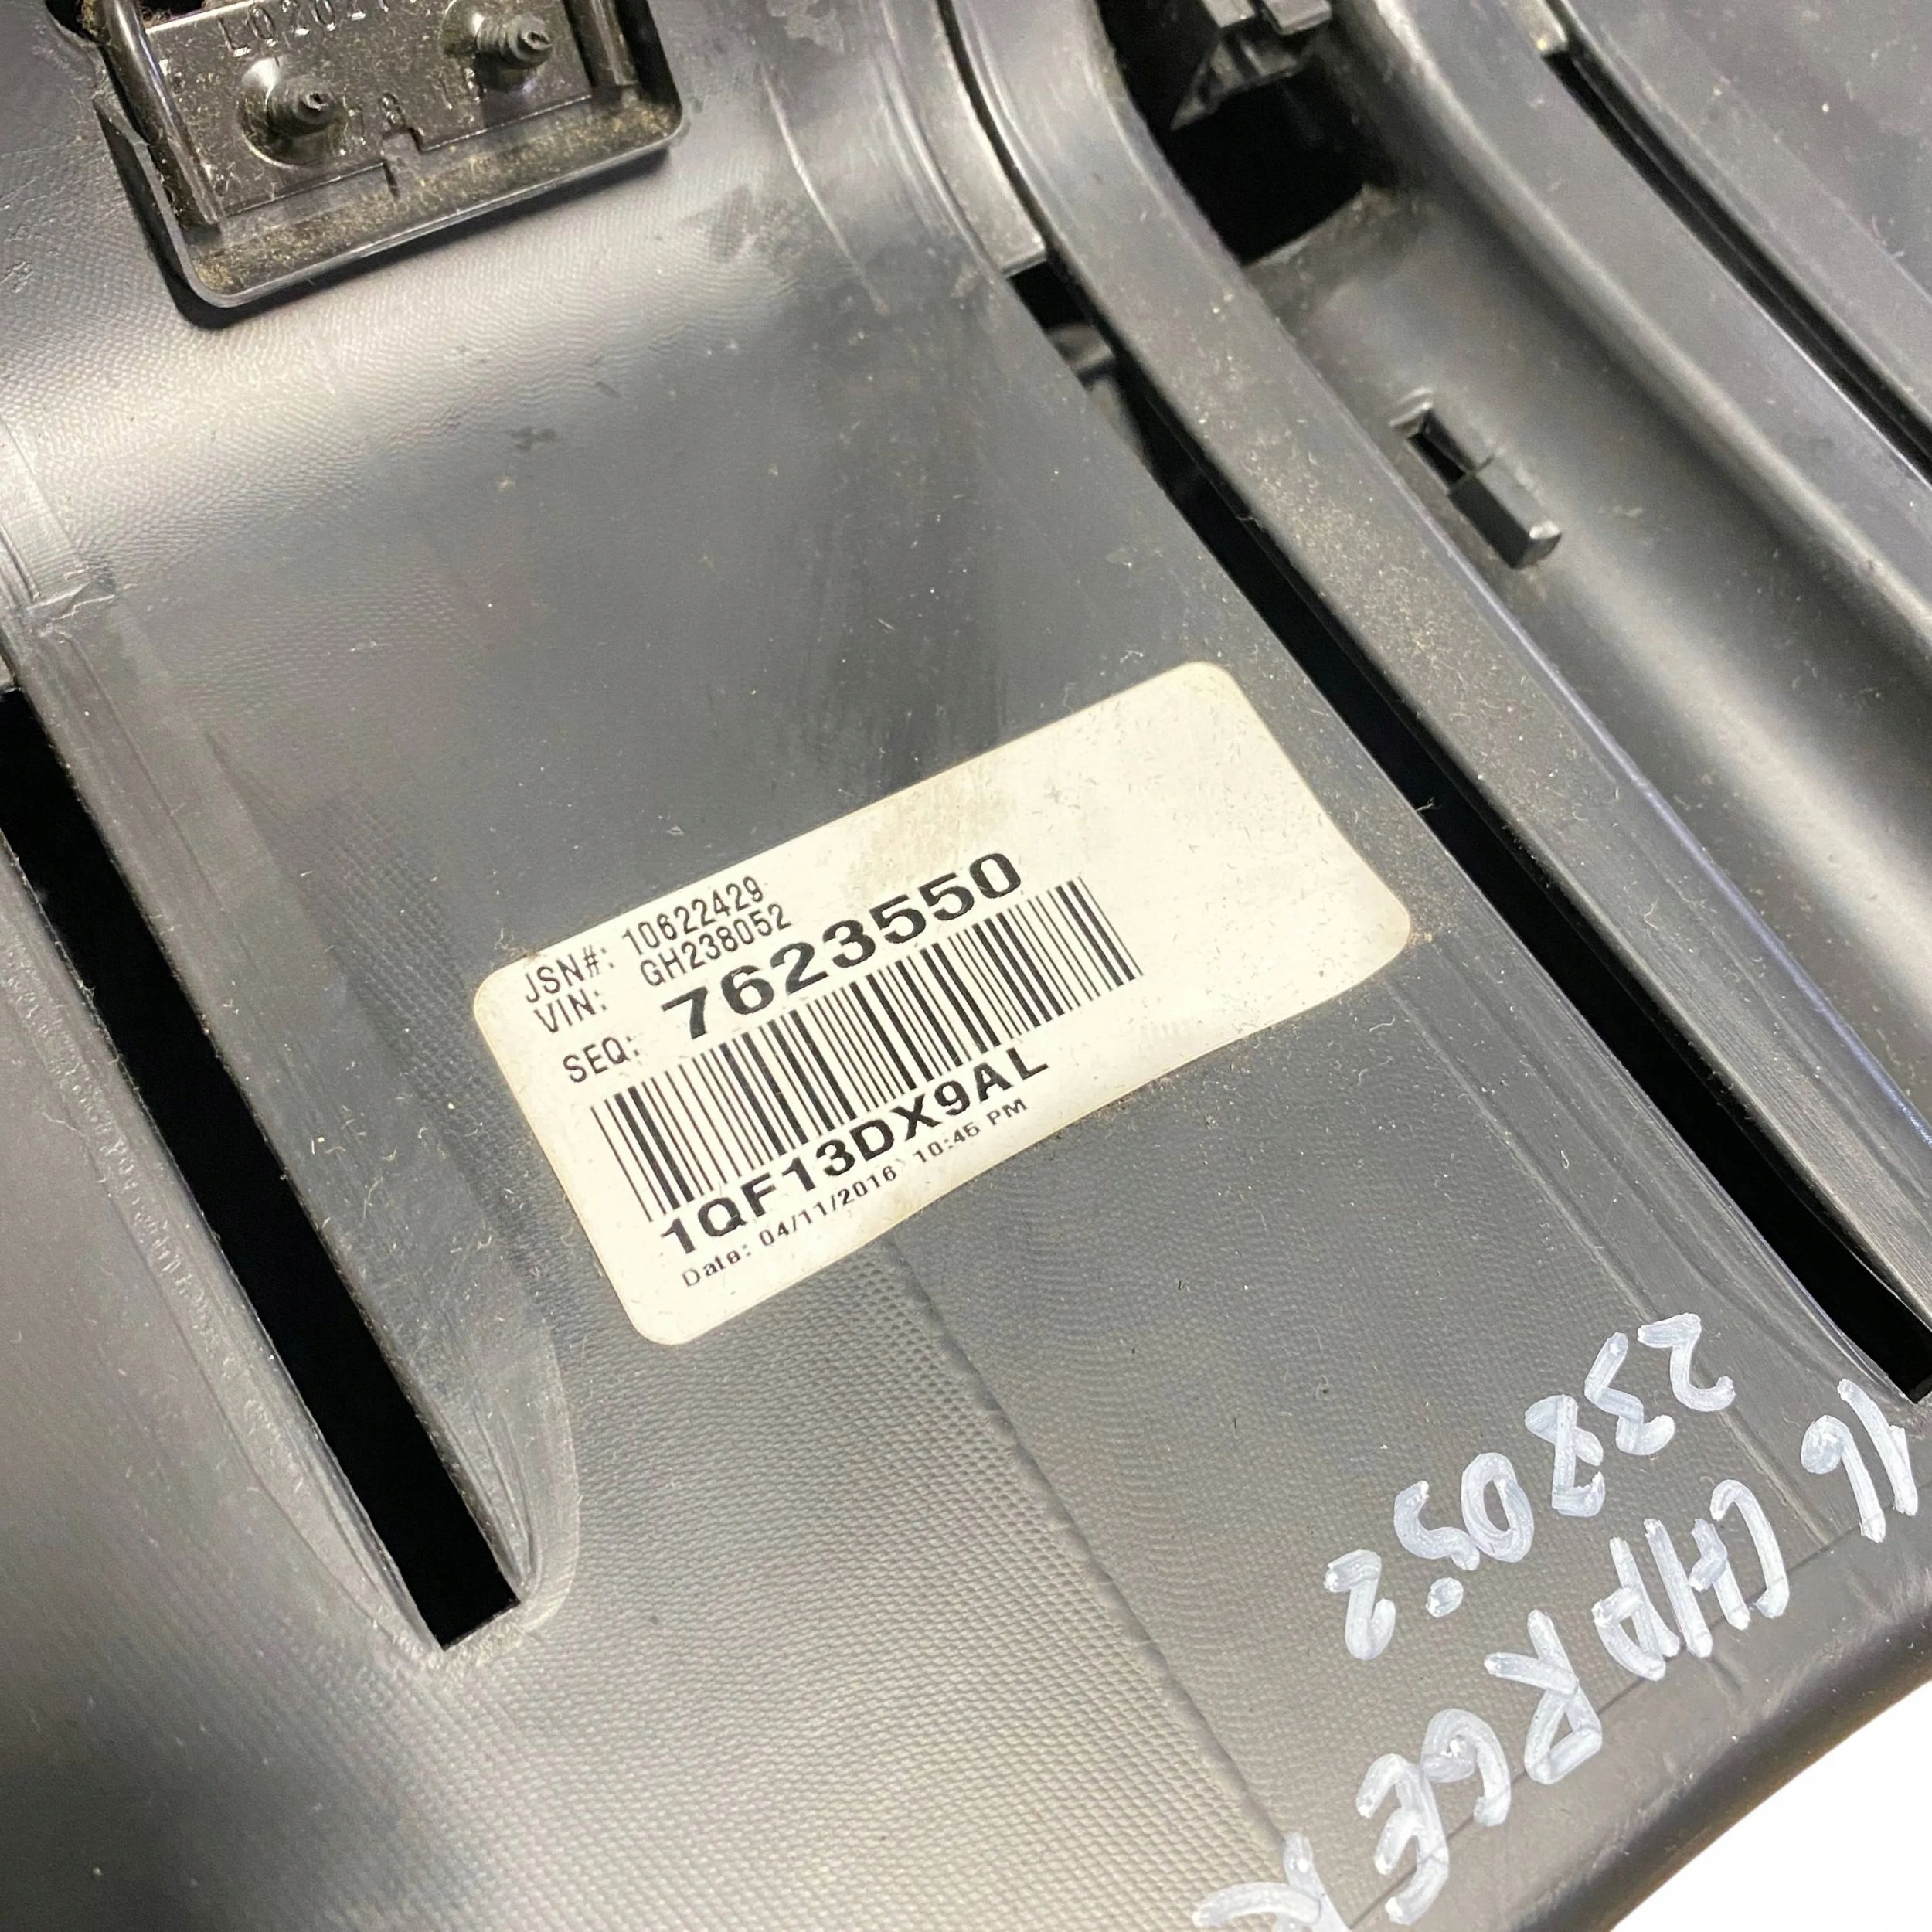 JSN#: 10622429
VIN: GH238052
SEQ: 7623550
1QF13DX9AL
Date: 04/11/2016 10:45 PM
16 CHARGER
238052